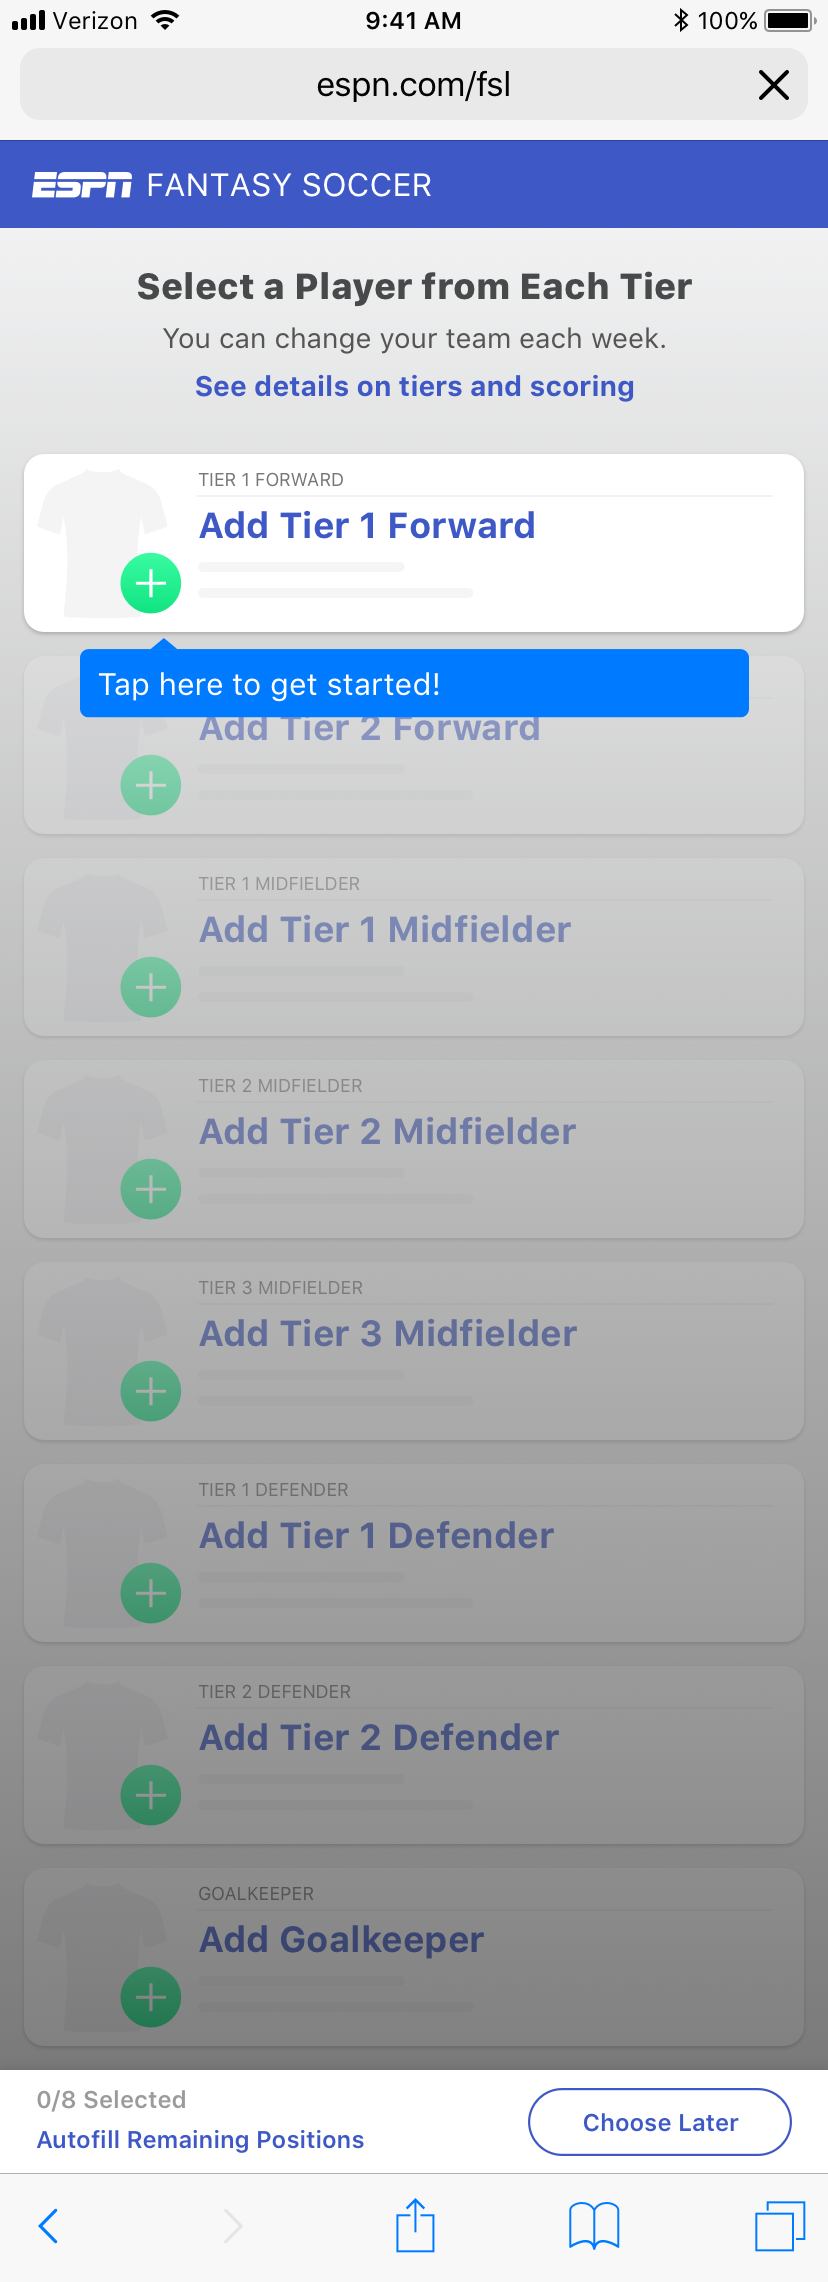 Verizon 9:41 AM 100%
espn.com/fsl
ESPN FANTASY SOCCER
Select a Player from Each Tier
You can change your team each week.
See details on tiers and scoring
TIER 1 FORWARD
Add Tier 1 Forward
Tap here to get started!
Add Tier 2 Forward
TIER 1 MIDFIELDER
Add Tier 1 Midfielder
TIER 2 MIDFIELDER
Add Tier 2 Midfielder
TIER 3 MIDFIELDER
Add Tier 3 Midfielder
TIER 1 DEFENDER
Add Tier 1 Defender
TIER 2 DEFENDER
Add Tier 2 Defender
GOALKEEPER
Add Goalkeeper
0/8 Selected
Autofill Remaining Positions
Choose Later